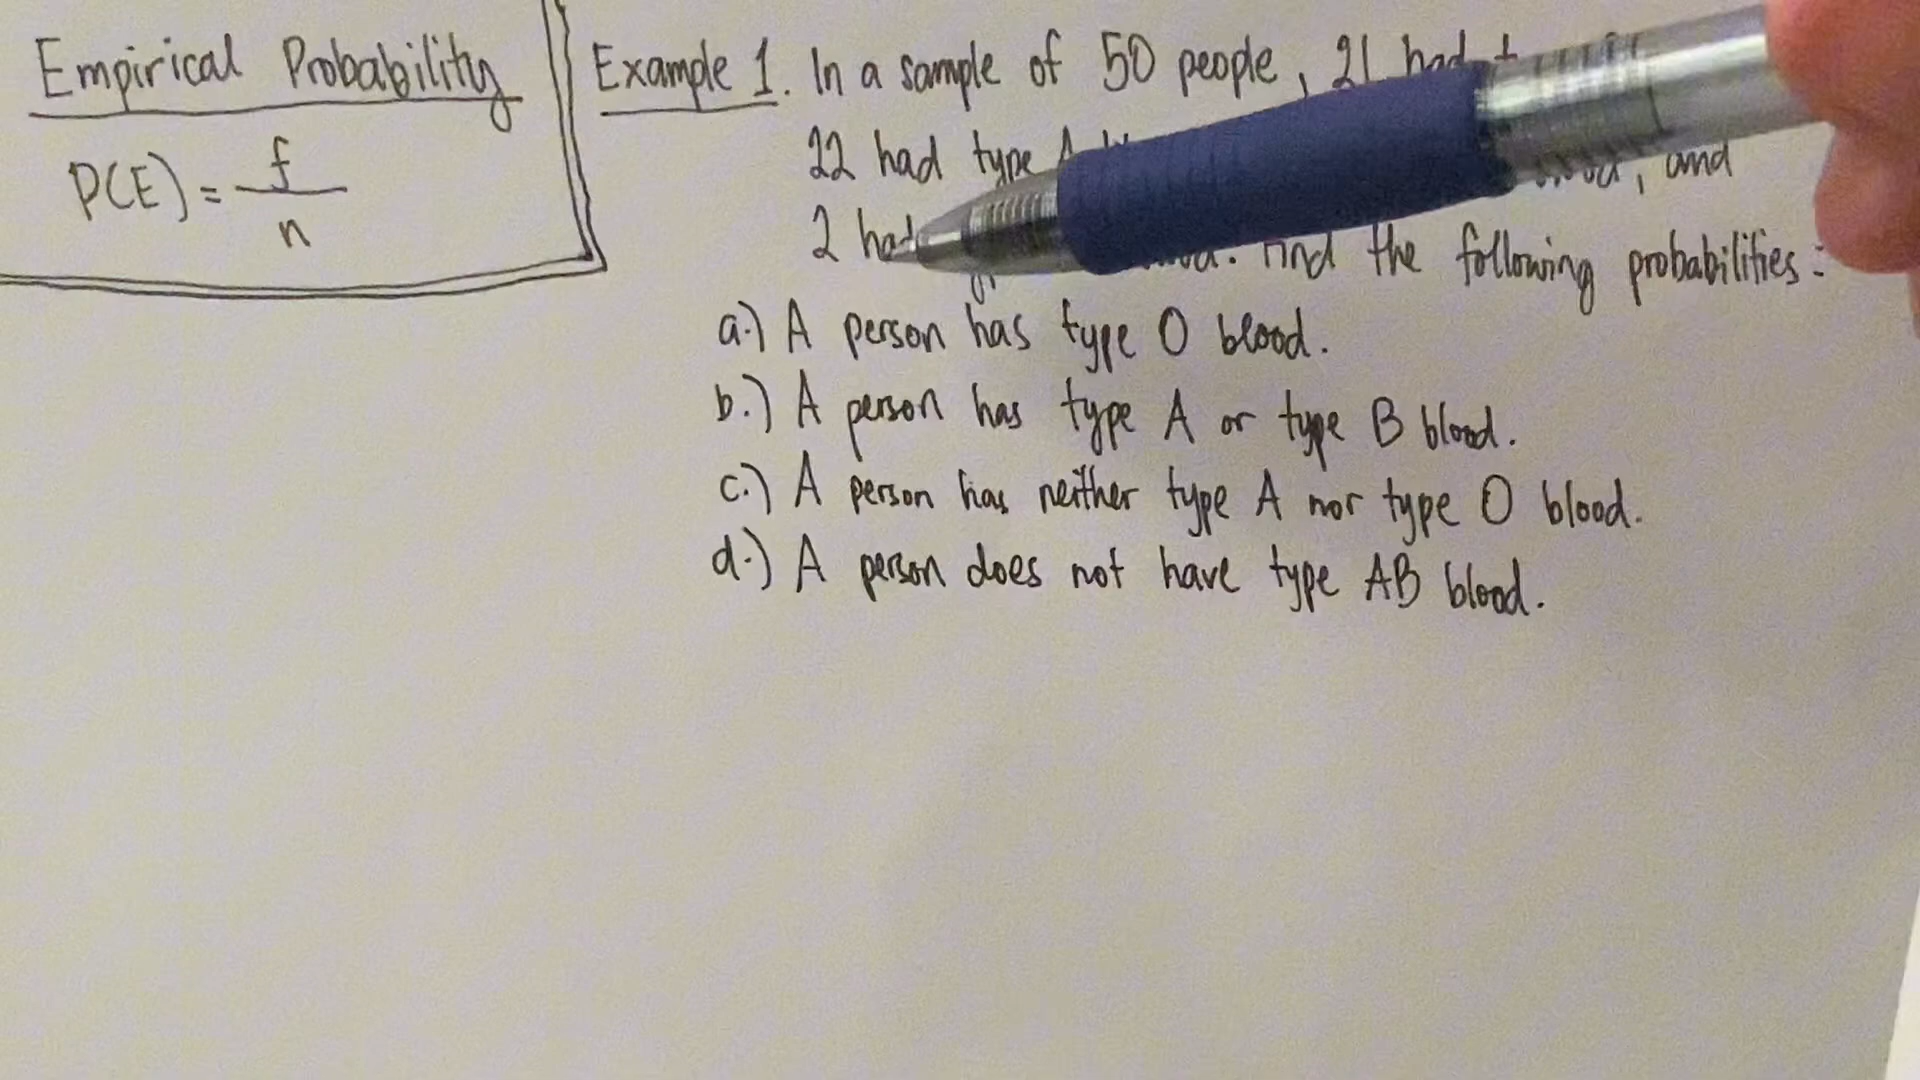 Empirical Probability
P(E) = f
n
Example 1. In a sample of 50 people, 21 had
22 had type A and
2 had find the following probabilities:
a.) A person has type O blood.
b.) A person has type A or type B blood.
c.) A person has neither type A nor type O blood.
d.) A person does not have type AB blood.